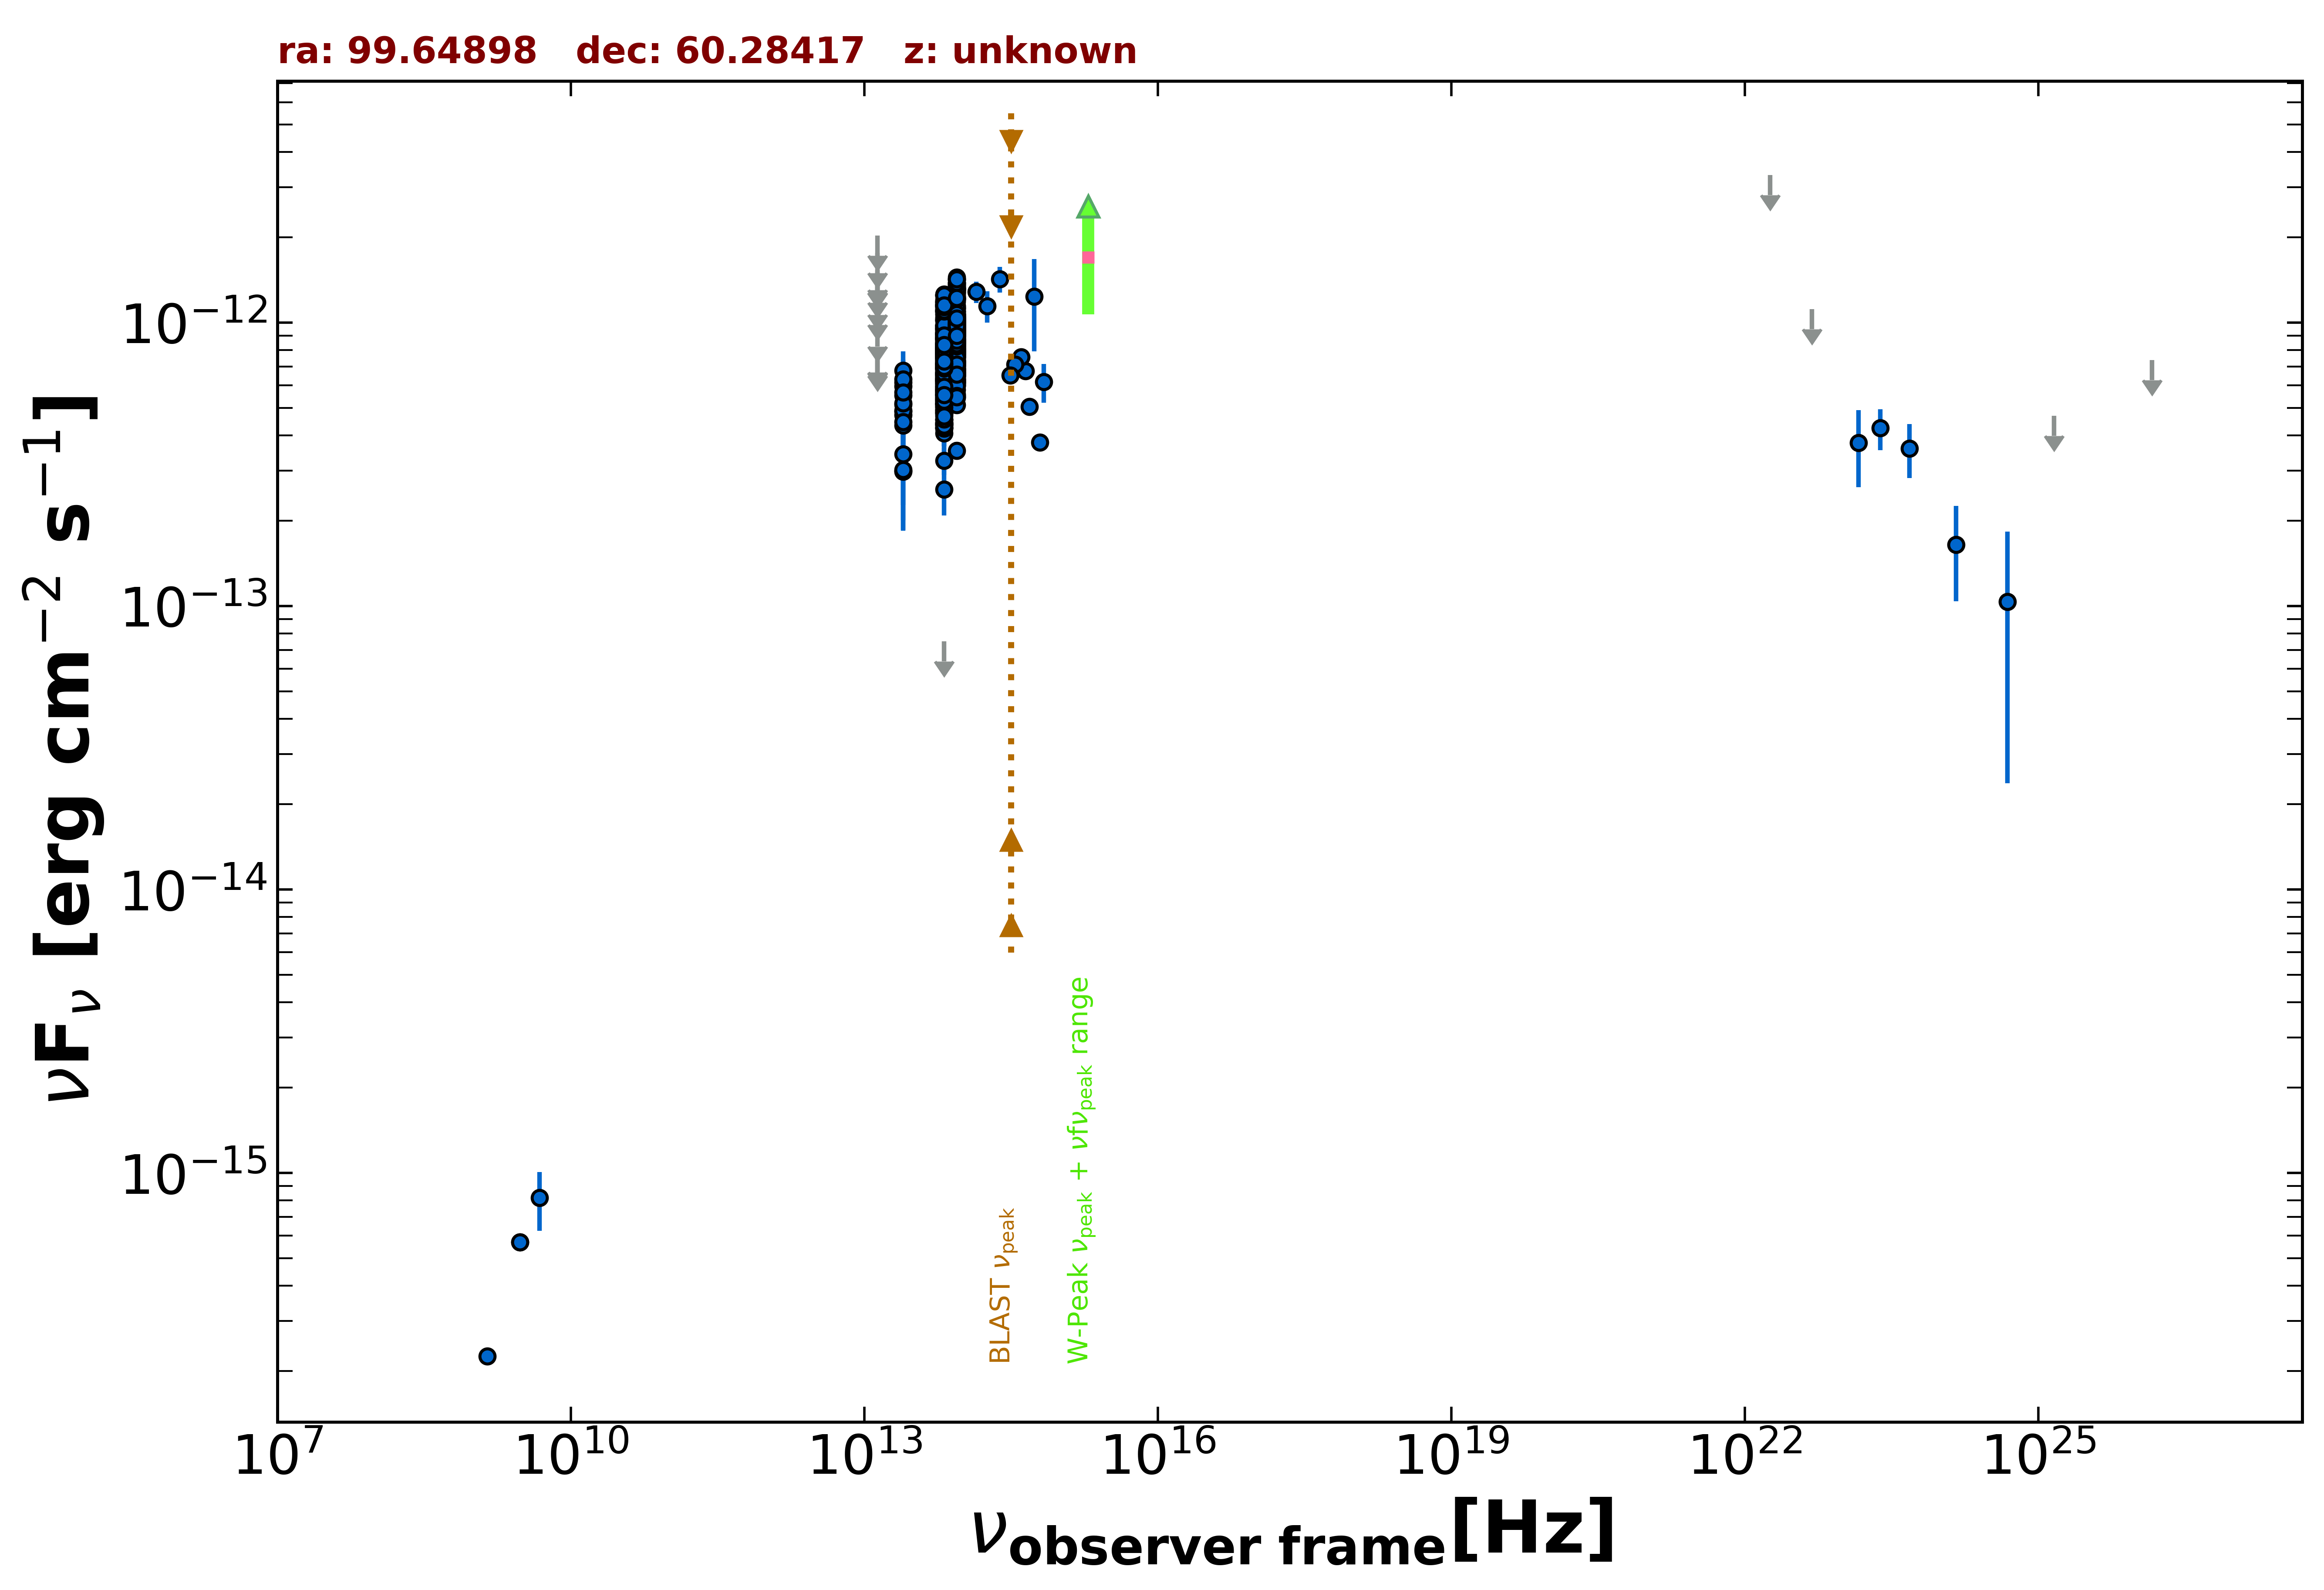 ra: 99.64898   dec: 60.28417   z: unknown
νFν [erg cm−2 s−1]
10−12
10−13
10−14
10−15
BLAST νpeak
W-Peak νpeak + νfνpeak range
107 1010 1013 1016 1019 1022 1025
νobserver frame[Hz]